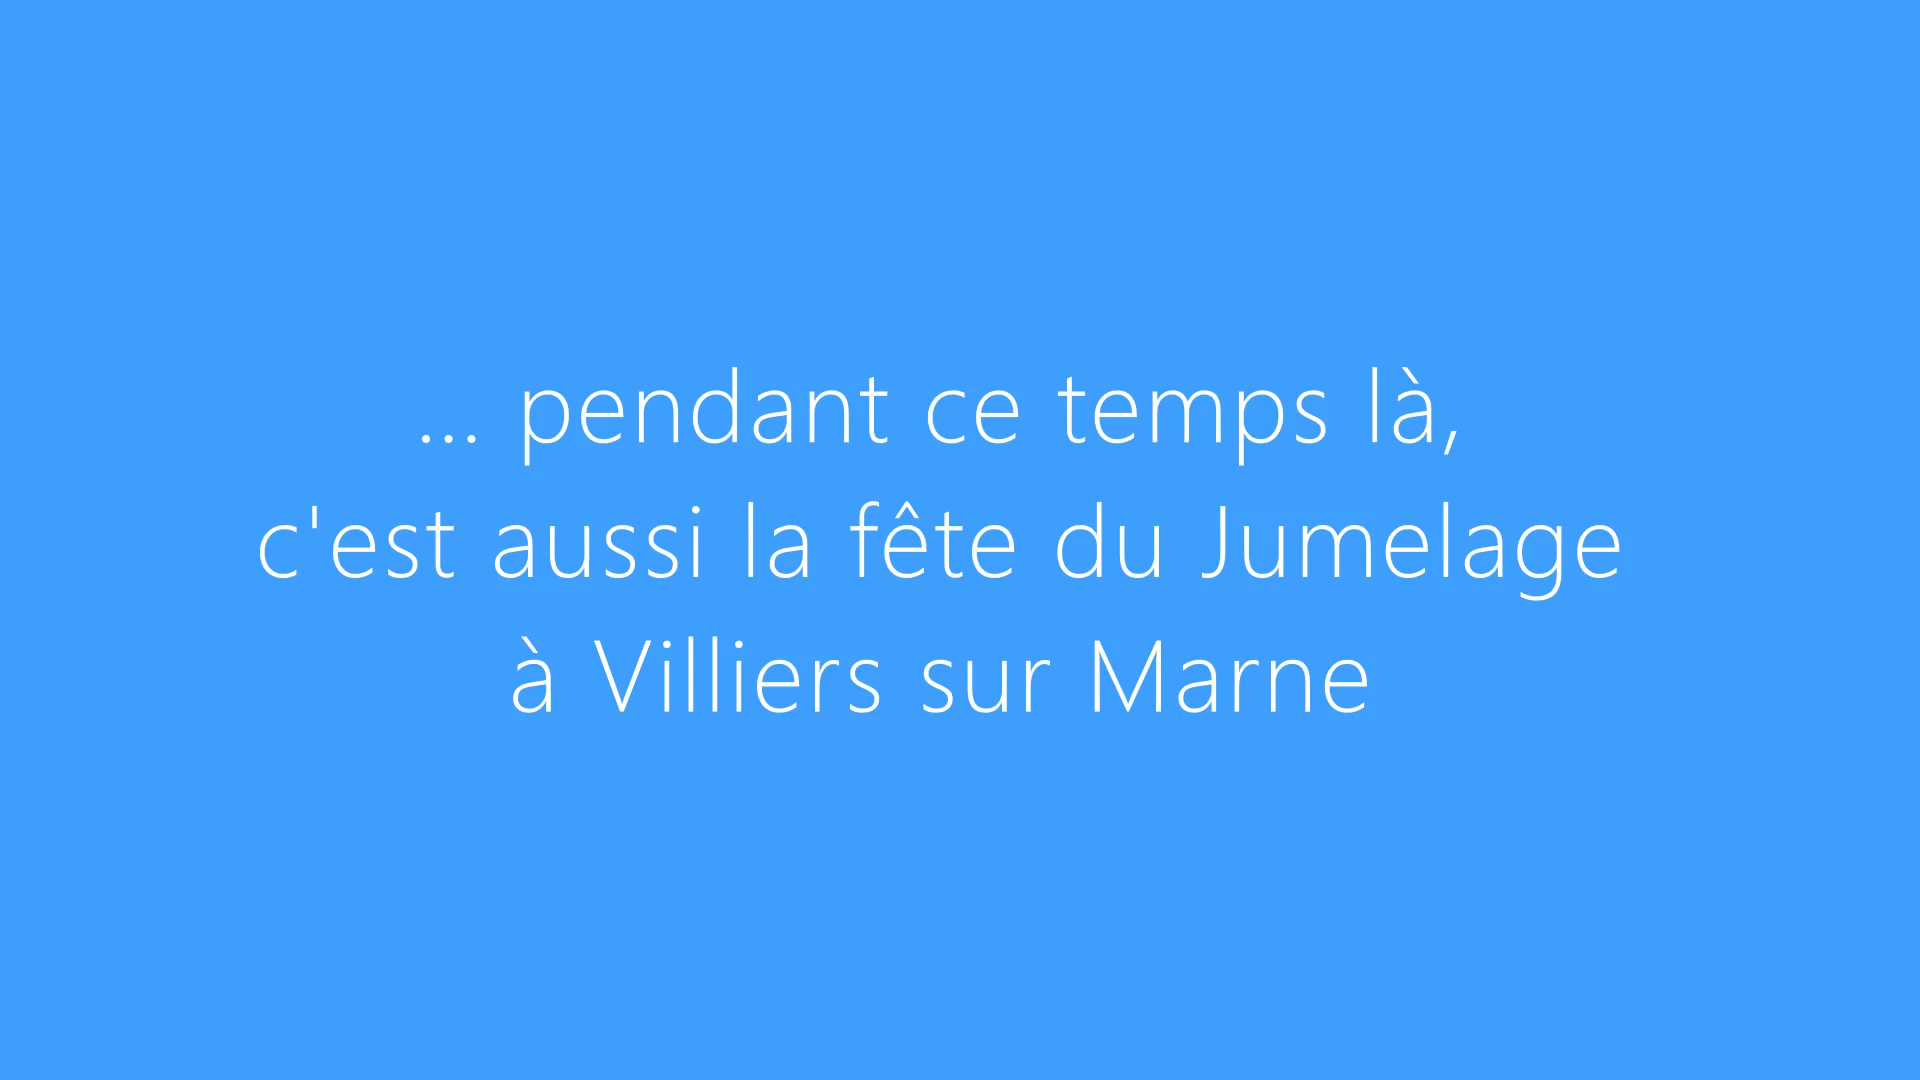 ... pendant ce temps là,
c'est aussi la fête du Jumelage
à Villiers sur Marne